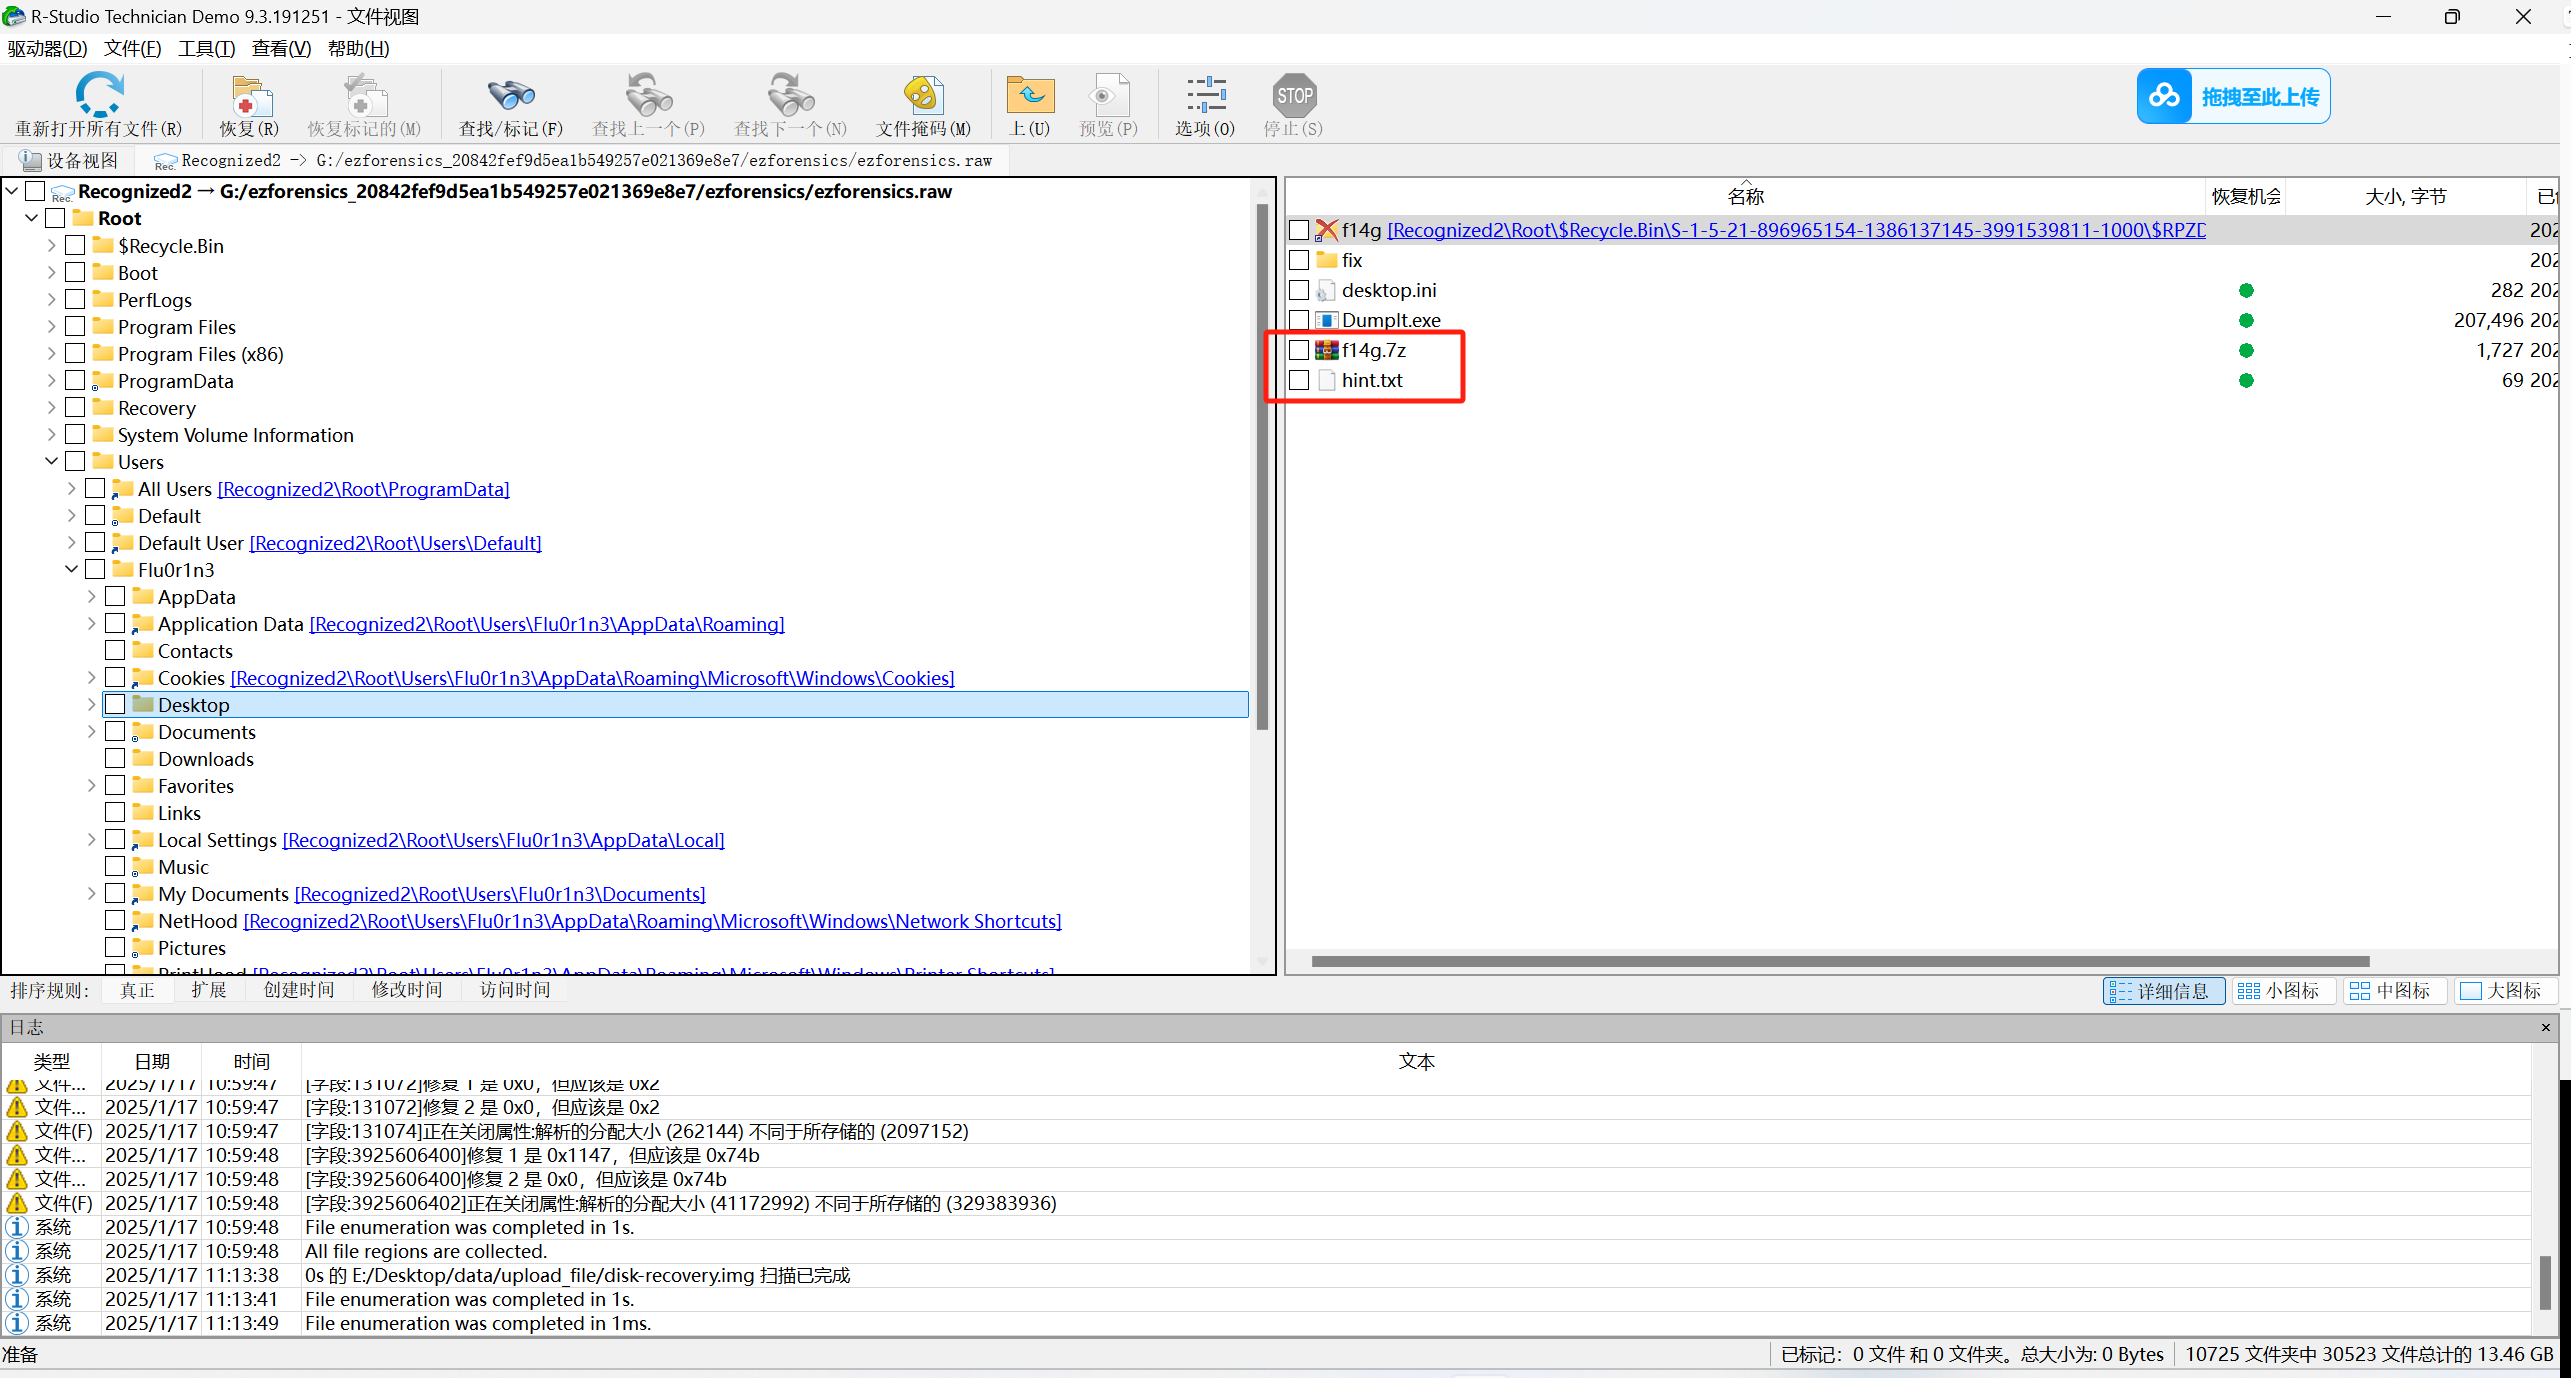 R-Studio Technician Demo 9.3.191251 - 文件视图
驱动器(D) 文件(F) 工具(T) 查看(V) 帮助(H)
重新打开所有文件(R) 恢复(R) 恢复标记的(M) 查找/标记(F) 查找上一个(P) 查找下一个(N) 文件掩码(M) 上(U) 预览(P) 选项(O) STOP 停止(S) 拖拽至此上传
设备视图 Rec. Recognized2 -> G:/ezforensics_20842fef9d5ea1b549257e021369e8e7/ezforensics/ezforensics.raw
Rec. Recognized2 → G:/ezforensics_20842fef9d5ea1b549257e021369e8e7/ezforensics/ezforensics.raw
Root
$Recycle.Bin
Boot
PerfLogs
Program Files
Program Files (x86)
ProgramData
Recovery
System Volume Information
Users
All Users [Recognized2\Root\ProgramData]
Default
Default User [Recognized2\Root\Users\Default]
Flu0r1n3
AppData
Application Data [Recognized2\Root\Users\Flu0r1n3\AppData\Roaming]
Contacts
Cookies [Recognized2\Root\Users\Flu0r1n3\AppData\Roaming\Microsoft\Windows\Cookies]
Desktop
Documents
Downloads
Favorites
Links
Local Settings [Recognized2\Root\Users\Flu0r1n3\AppData\Local]
Music
My Documents [Recognized2\Root\Users\Flu0r1n3\Documents]
NetHood [Recognized2\Root\Users\Flu0r1n3\AppData\Roaming\Microsoft\Windows\Network Shortcuts]
Pictures
PrintHood [Recognized2\Root\Users\Flu0r1n3\AppData\Roaming\Microsoft\Windows\Printer Shortcuts]
名称 恢复机会 大小, 字节
f14g [Recognized2\Root\$Recycle.Bin\S-1-5-21-896965154-1386137145-3991539811-1000\$RPZD 202
fix 202
desktop.ini 282 202
DumpIt.exe 207,496 202
f14g.7z 1,727 202
hint.txt 69 202
排序规则: 真正 扩展 创建时间 修改时间 访问时间
详细信息 小图标 中图标 大图标
日志
类型 日期 时间 文本
文件... 2025/1/17 10:59:47 [字段:131072]修复 1 是 0x0，但应该是 0x2
文件... 2025/1/17 10:59:47 [字段:131072]修复 2 是 0x0，但应该是 0x2
文件(F) 2025/1/17 10:59:47 [字段:131074]正在关闭属性:解析的分配大小 (262144) 不同于所存储的 (2097152)
文件... 2025/1/17 10:59:48 [字段:3925606400]修复 1 是 0x1147，但应该是 0x74b
文件... 2025/1/17 10:59:48 [字段:3925606400]修复 2 是 0x0，但应该是 0x74b
文件(F) 2025/1/17 10:59:48 [字段:3925606402]正在关闭属性:解析的分配大小 (41172992) 不同于所存储的 (329383936)
系统 2025/1/17 10:59:48 File enumeration was completed in 1s.
系统 2025/1/17 10:59:48 All file regions are collected.
系统 2025/1/17 11:13:38 0s 的 E:/Desktop/data/upload_file/disk-recovery.img 扫描已完成
系统 2025/1/17 11:13:41 File enumeration was completed in 1s.
系统 2025/1/17 11:13:49 File enumeration was completed in 1ms.
准备 已标记：0 文件 和 0 文件夹。总大小为: 0 Bytes 10725 文件夹中 30523 文件总计的 13.46 GB